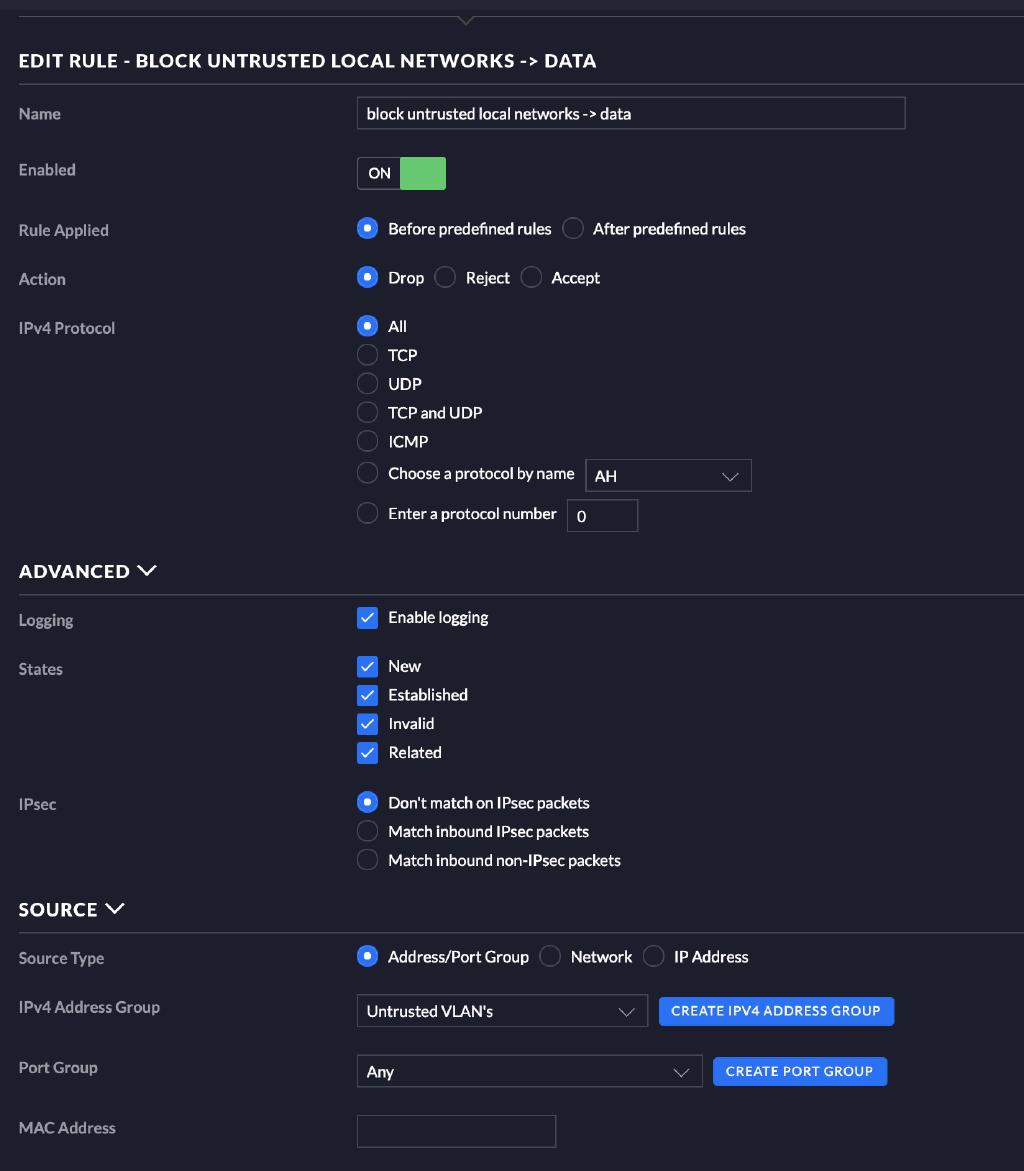 EDIT RULE - BLOCK UNTRUSTED LOCAL NETWORKS -> DATA
Name block untrusted local networks -> data
Enabled ON
Rule Applied Before predefined rules After predefined rules
Action Drop Reject Accept
IPv4 Protocol All
TCP
UDP
TCP and UDP
ICMP
Choose a protocol by name AH
Enter a protocol number 0
ADVANCED
Logging Enable logging
States New
Established
Invalid
Related
IPsec Don't match on IPsec packets
Match inbound IPsec packets
Match inbound non-IPsec packets
SOURCE
Source Type Address/Port Group Network IP Address
IPv4 Address Group Untrusted VLAN's CREATE IPV4 ADDRESS GROUP
Port Group Any CREATE PORT GROUP
MAC Address